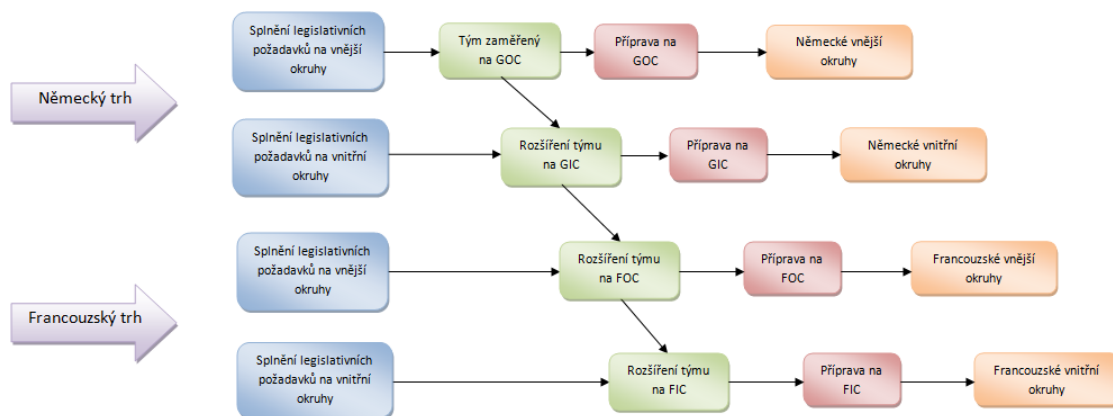 Splnění legislativních
požadavků na vnější
okruhy
Tým zaměřený
na GOC
Příprava na
GOC
Německé vnější
okruhy
Německý trh
Splnění legislativních
požadavků na vnitřní
okruhy
Rozšíření týmu
na GIC
Příprava na
GIC
Německé vnitřní
okruhy
Splnění legislativních
požadavků na vnější
okruhy
Rozšíření týmu
na FOC
Příprava na
FOC
Francouzské vnější
okruhy
Francouzský trh
Splnění legislativních
požadavků na vnitřní
okruhy
Rozšíření týmu
na FIC
Příprava na
FIC
Francouzské vnitřní
okruhy